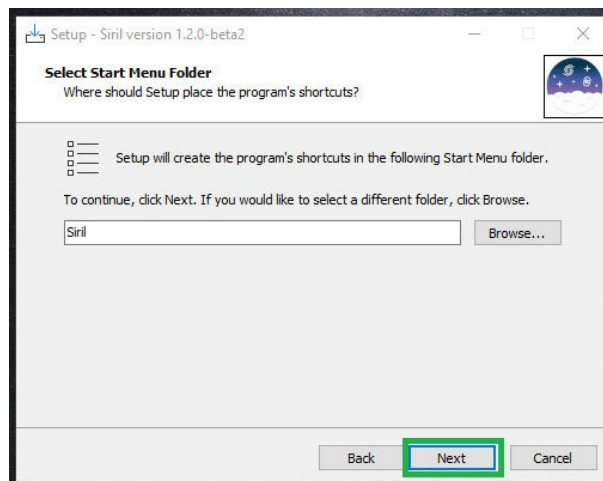 Setup - Siril version 1.2.0-beta2
Select Start Menu Folder
Where should Setup place the program's shortcuts?
Setup will create the program's shortcuts in the following Start Menu folder.
To continue, click Next. If you would like to select a different folder, click Browse.
Siril
Browse...
Back
Next
Cancel